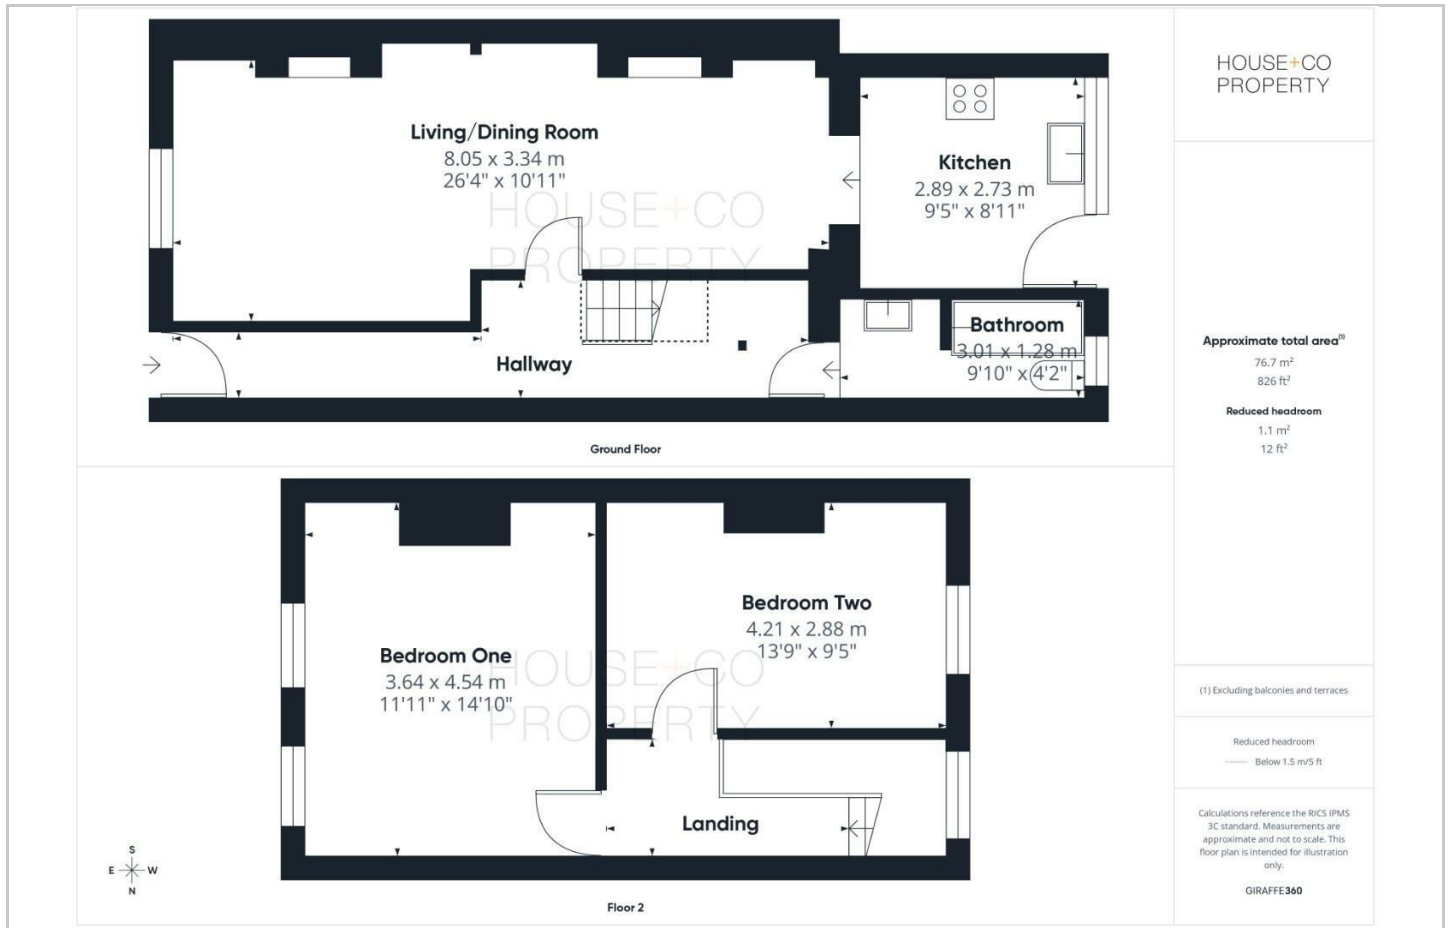 HOUSE+CO
PROPERTY
Living/Dining Room
8.05 x 3.34 m
26'4" x 10'11"
HOUSE+CO
PROPERTY
Kitchen
2.89 x 2.73 m
9'5" x 8'11"
Bathroom
3.01 x 1.28 m
9'10" x 4'2"
Hallway
Ground Floor
Approximate total area(1)
76.7 m²
826 ft²
Reduced headroom
1.1 m²
12 ft²
Bedroom One
3.64 x 4.54 m
11'11" x 14'10"
HOUSE+CO
PROPERTY
Bedroom Two
4.21 x 2.88 m
13'9" x 9'5"
Landing
S
E W
N
Floor 2
(1) Excluding balconies and terraces
Reduced headroom
Below 1.5 m/5 ft
Calculations reference the RICS IPMS
3C standard. Measurements are
approximate and not to scale. This
floor plan is intended for illustration
only.
GIRAFFE360